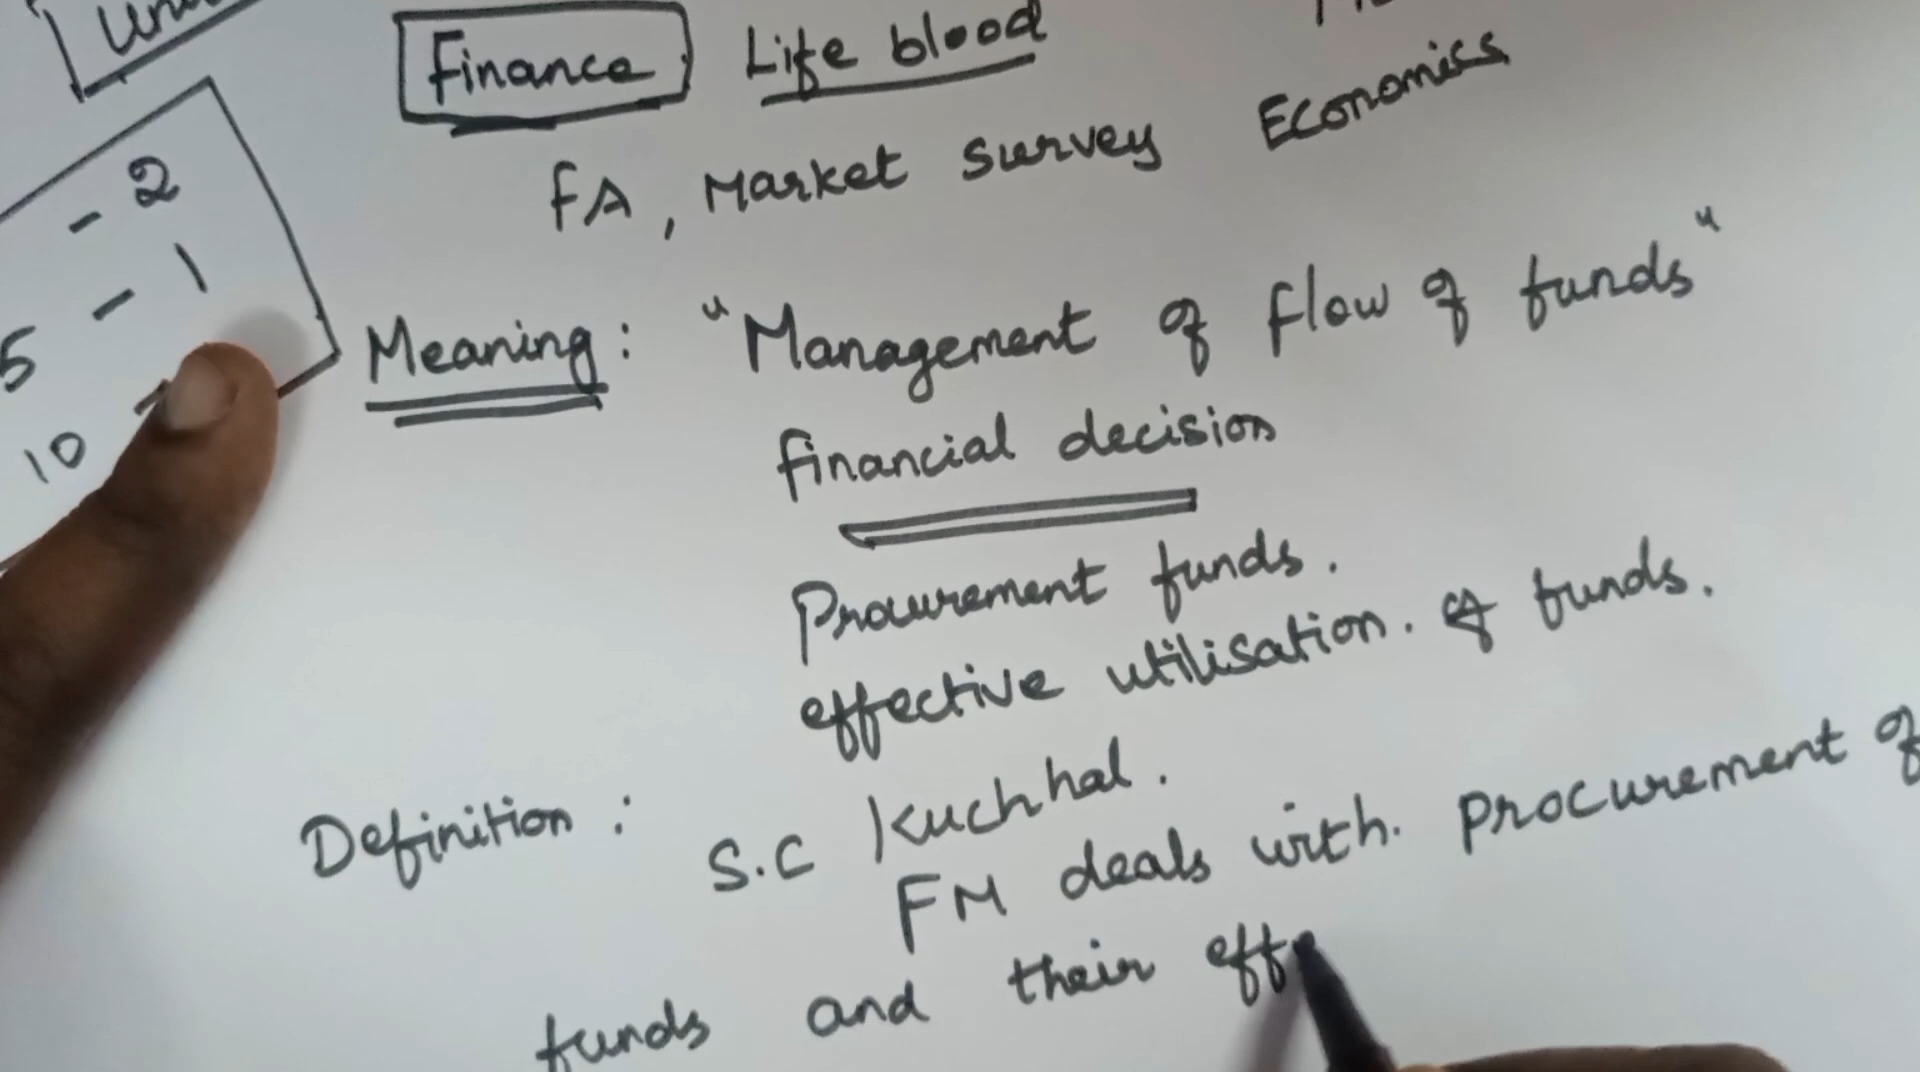 Finance Life blood
FA, Market survey Economics
- 2
- 1
5
10
Meaning: "Management of flow of funds"
financial decision
Procurement funds.
effective utilisation. of funds.
Definition: S.C Kuchhal.
FM deals with. procurement of
funds and their eff